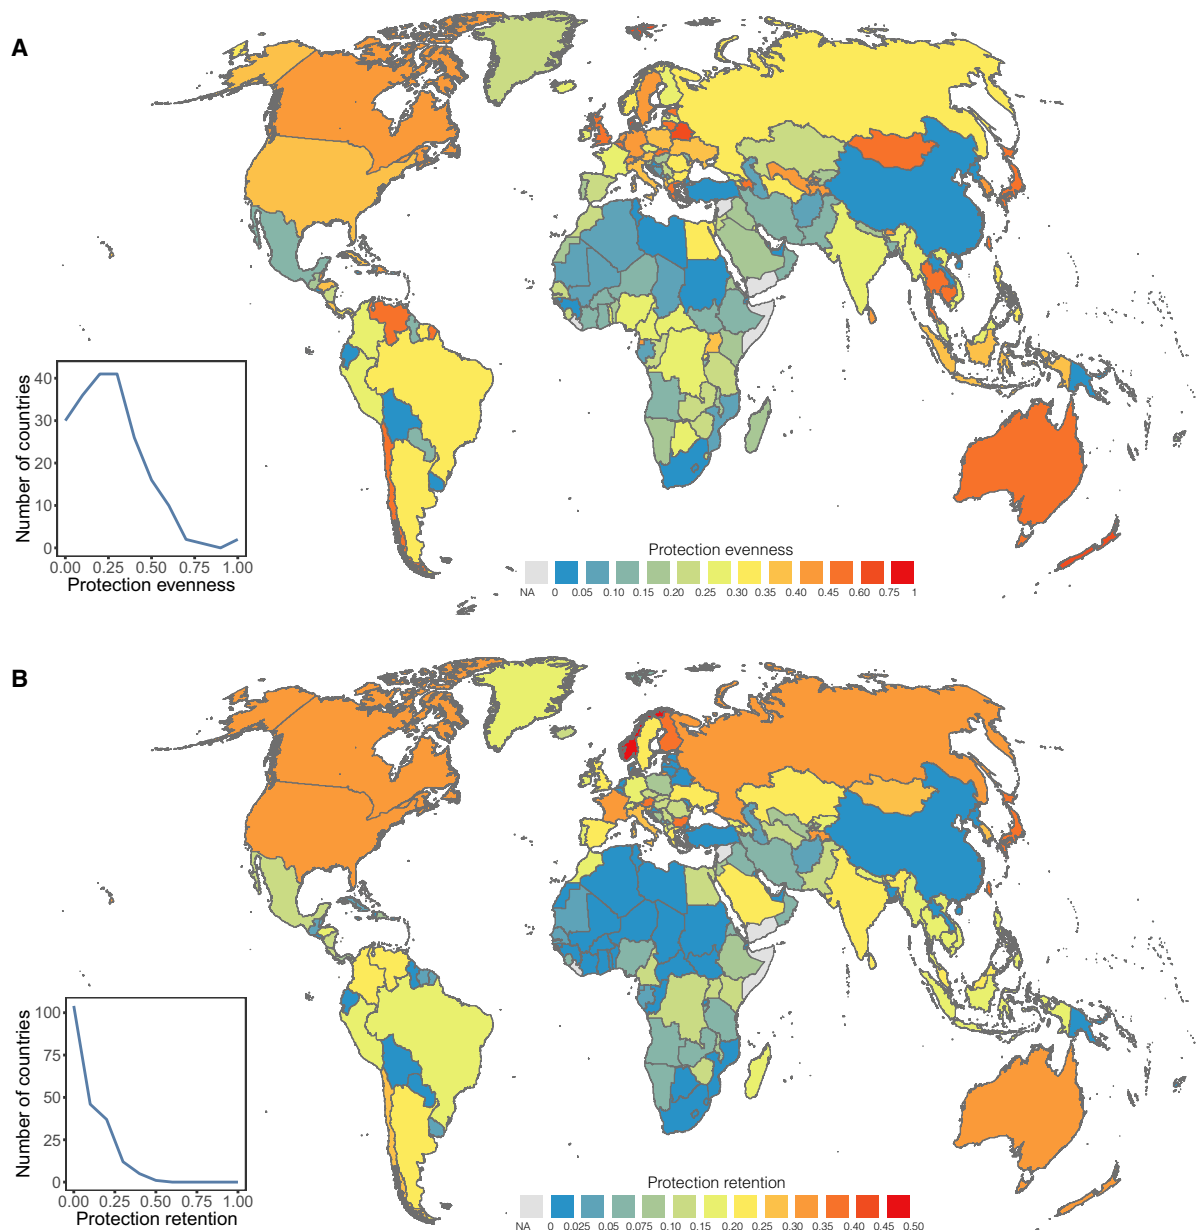 A
Number of countries
40
30
20
10
0
0.00 0.25 0.50 0.75 1.00
Protection evenness
Protection evenness
NA 0 0.05 0.10 0.15 0.20 0.25 0.30 0.35 0.40 0.45 0.60 0.75 1
B
Number of countries
100
75
50
25
0
0.00 0.25 0.50 0.75 1.00
Protection retention
Protection retention
NA 0 0.025 0.05 0.075 0.10 0.15 0.20 0.25 0.30 0.35 0.40 0.45 0.50